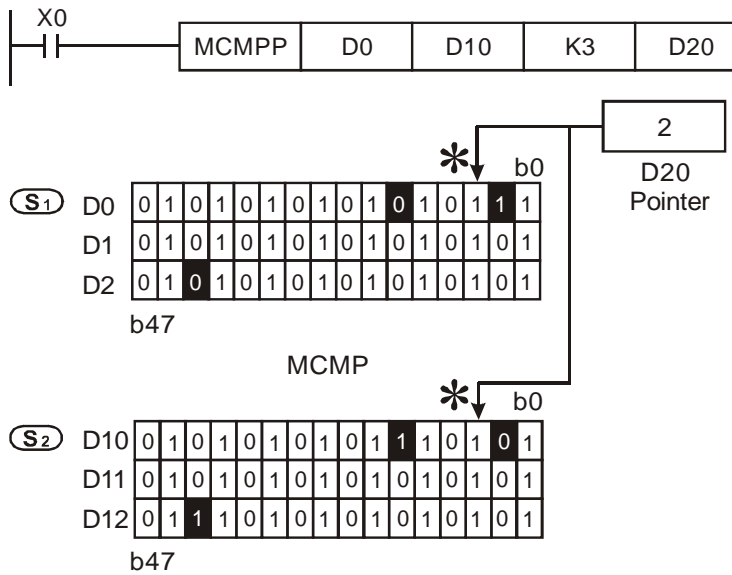 X0
MCMPP D0 D10 K3 D20
2
D20
Pointer
* b0
S1 D0 0 1 0 1 0 1 0 1 0 1 0 1 0 1 1 1
D1 0 1 0 1 0 1 0 1 0 1 0 1 0 1 0 1
D2 0 1 0 1 0 1 0 1 0 1 0 1 0 1 0 1
b47
MCMP
* b0
S2 D10 0 1 0 1 0 1 0 1 0 1 1 1 0 1 0 1
D11 0 1 0 1 0 1 0 1 0 1 0 1 0 1 0 1
D12 0 1 1 1 0 1 0 1 0 1 0 1 0 1 0 1
b47